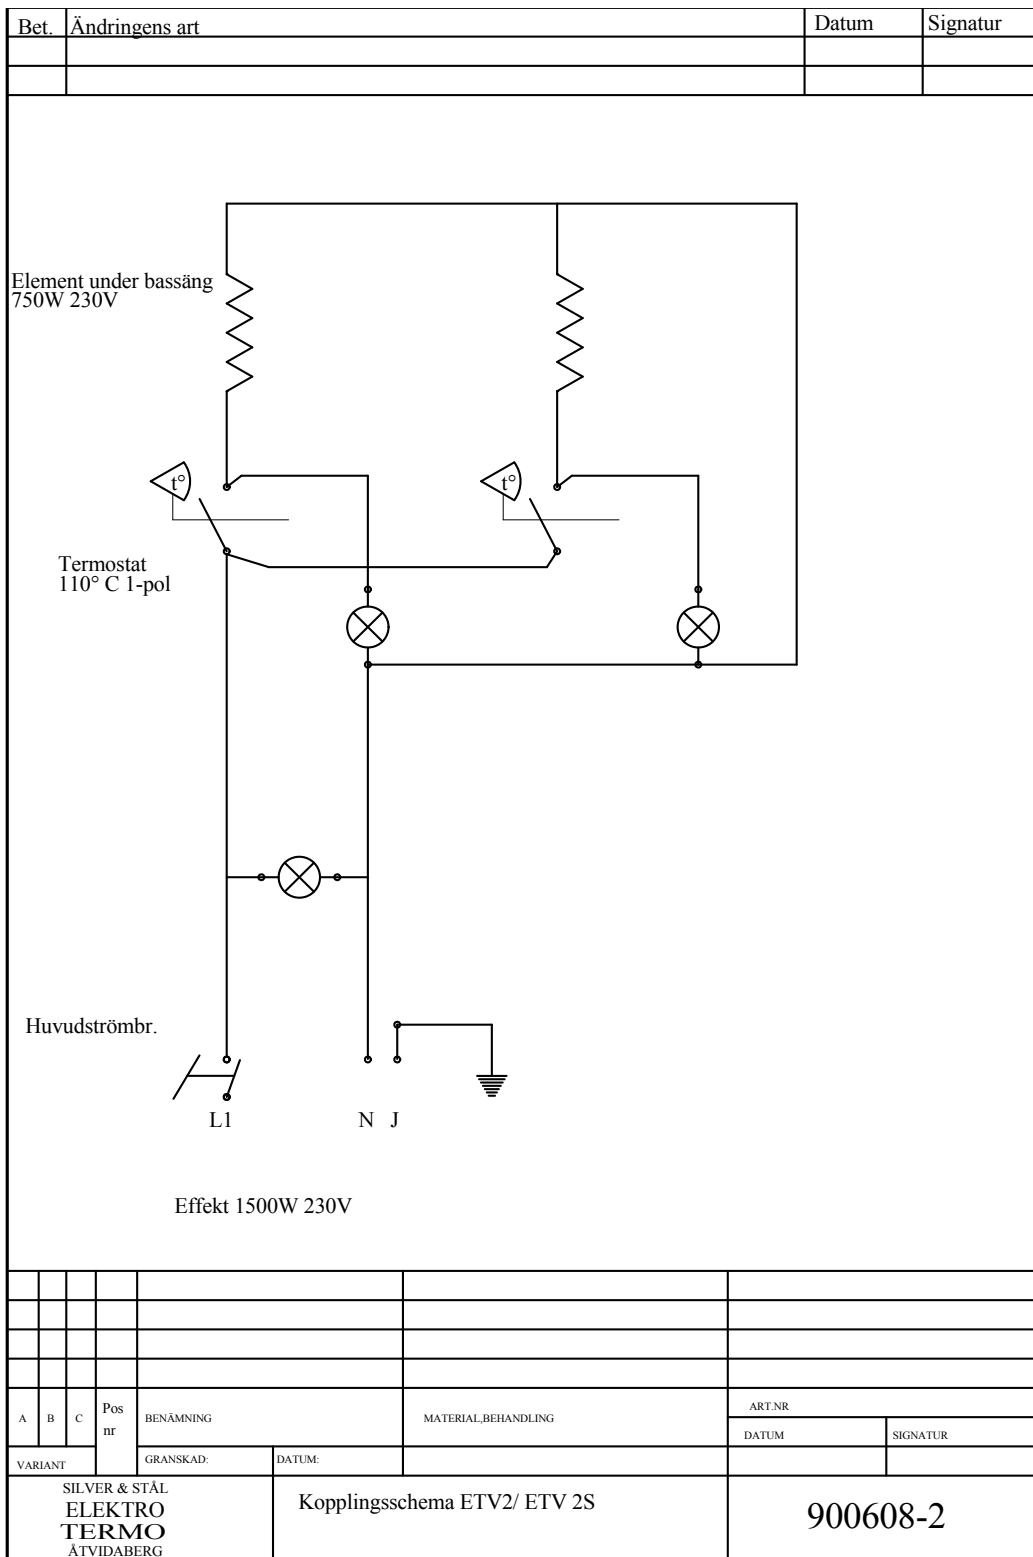 Bet. Ändringens art Datum Signatur
Element under bassäng
750W 230V
t° t°
Termostat
110° C 1-pol
Huvudströmbr.
L1 N J
Effekt 1500W 230V
A B C Pos nr BENÄMNING MATERIAL,BEHANDLING ART.NR
DATUM SIGNATUR
VARIANT GRANSKAD: DATUM:
SILVER & STÅL
ELEKTRO
TERMO
ÅTVIDABERG
Kopplingsschema ETV2/ ETV 2S
900608-2